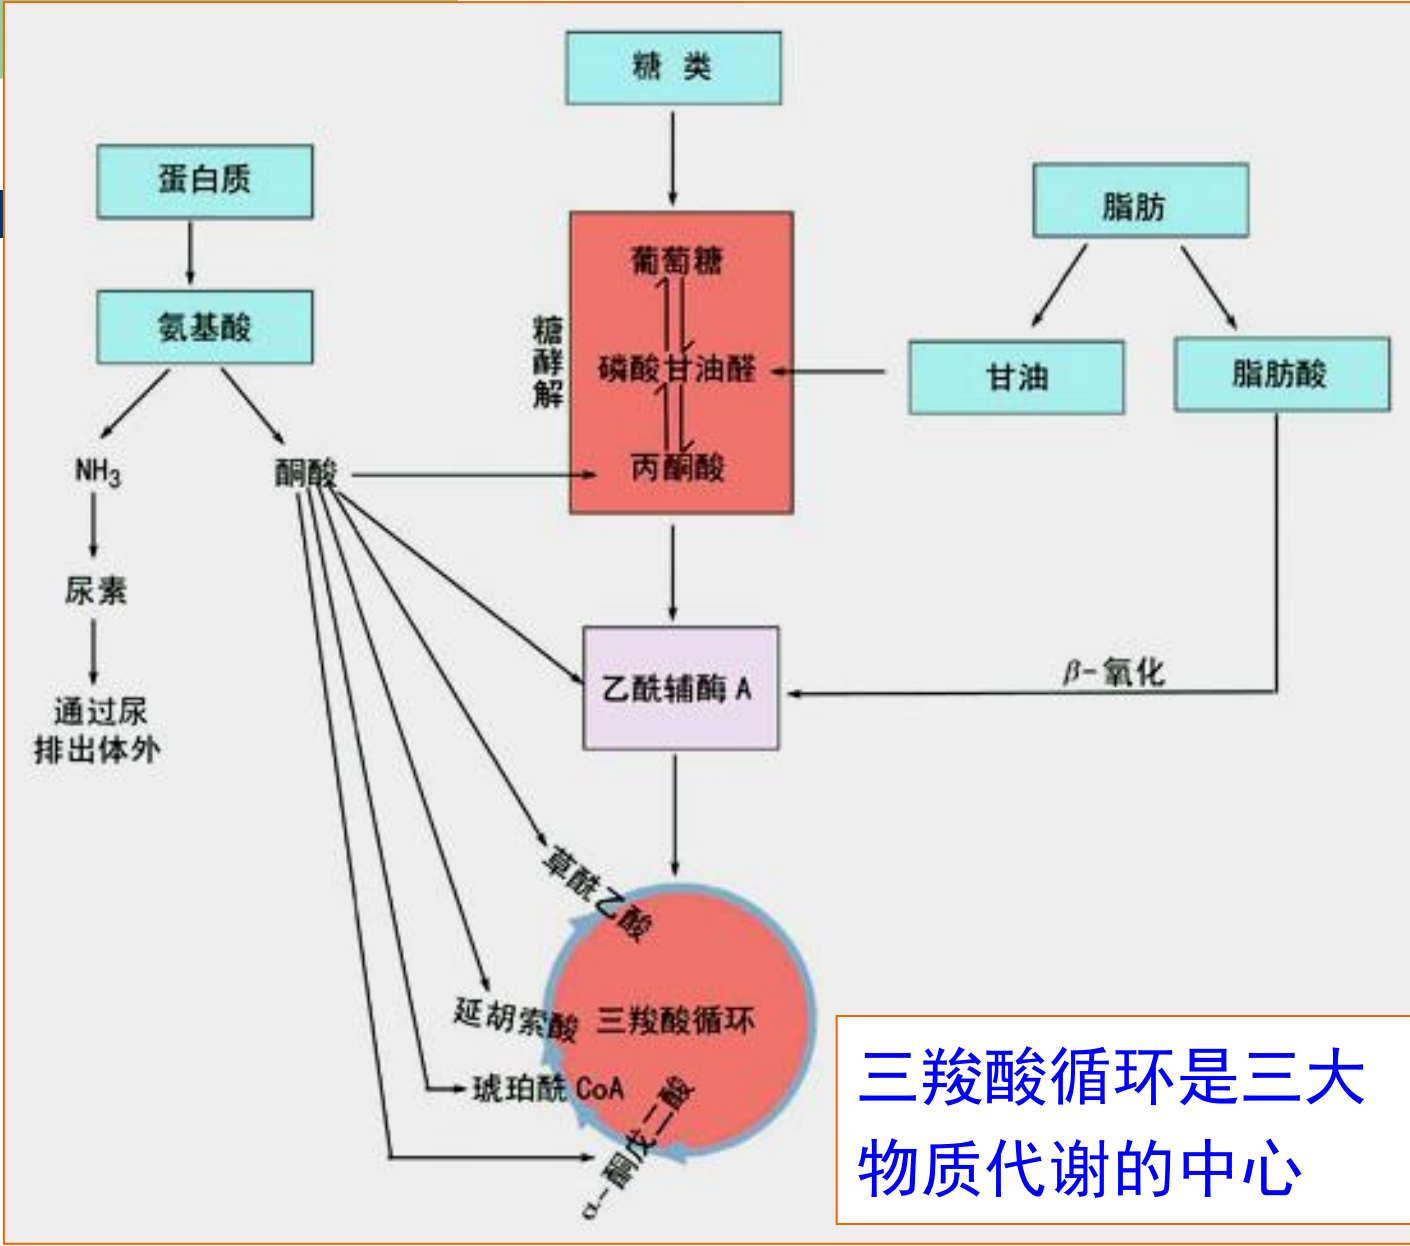 糖 类
蛋白质
脂肪
葡萄糖
氨基酸
糖酵解
磷酸甘油醛
甘油
脂肪酸
NH3
酮酸
丙酮酸
尿素
通过尿
排出体外
乙酰辅酶 A
β-氧化
草酰乙酸
延胡索酸
三羧酸循环
琥珀酰 CoA
α-酮戊二酸
三羧酸循环是三大
物质代谢的中心